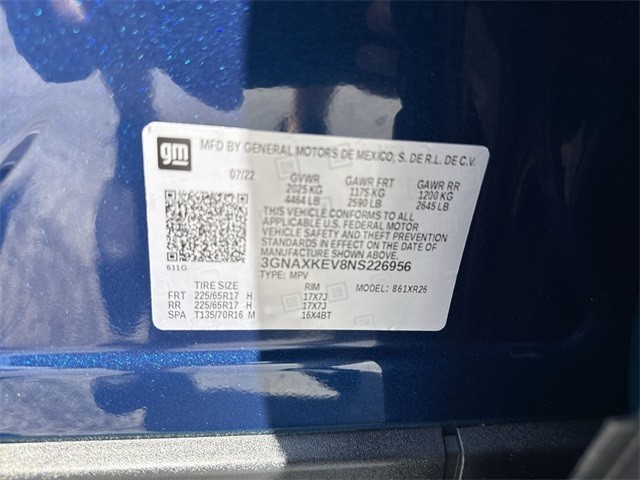 gm MFD BY GENERAL MOTORS DE MEXICO, S. DE R.L. DE C.V.
07/22 GVWR GAWR FRT GAWR RR
2025 KG 1175 KG 1200 KG
4464 LB 2590 LB 2645 LB
THIS VEHICLE CONFORMS TO ALL
APPLICABLE U.S. FEDERAL MOTOR
VEHICLE SAFETY AND THEFT PREVENTION
STANDARDS IN EFFECT ON THE DATE OF
MANUFACTURE SHOWN ABOVE.
611G 3GNAXKEV8NS226956
TYPE: MPV
TIRE SIZE RIM MODEL: 861XR26
FRT 225/65R17 H 17X7J
RR 225/65R17 H 17X7J
SPA T135/70R16 M 16X4BT